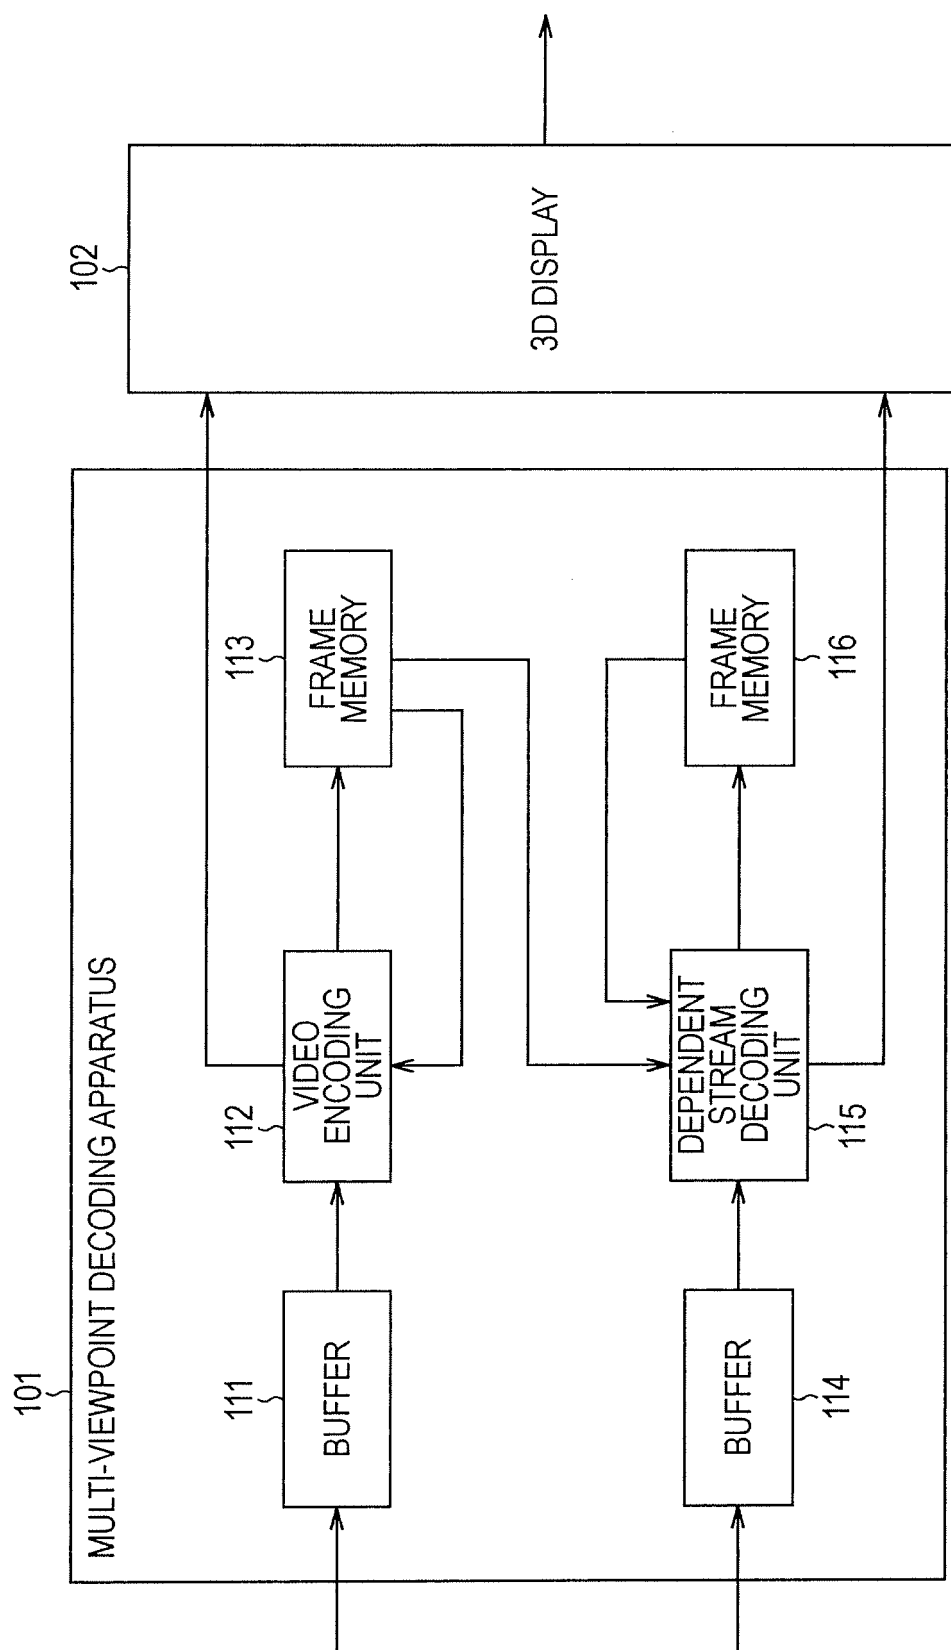 101
MULTI-VIEWPOINT DECODING APPARATUS
111
BUFFER
112
VIDEO
ENCODING
UNIT
113
FRAME
MEMORY
102
3D DISPLAY
BUFFER
114
DEPENDENT
STREAM
DECODING
UNIT
115
FRAME
MEMORY
116